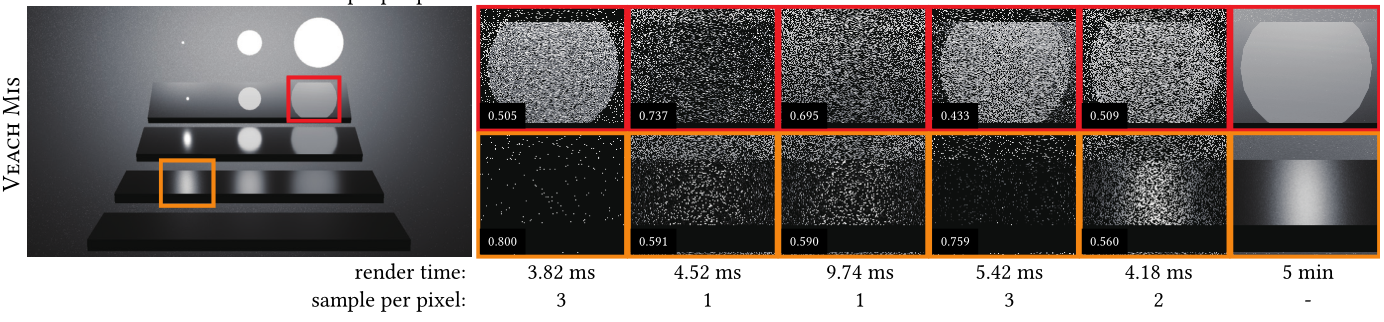 VEACH MIS
0.505 0.737 0.695 0.433 0.509
0.800 0.591 0.590 0.759 0.560
render time: 3.82 ms 4.52 ms 9.74 ms 5.42 ms 4.18 ms 5 min
sample per pixel: 3 1 1 3 2 -